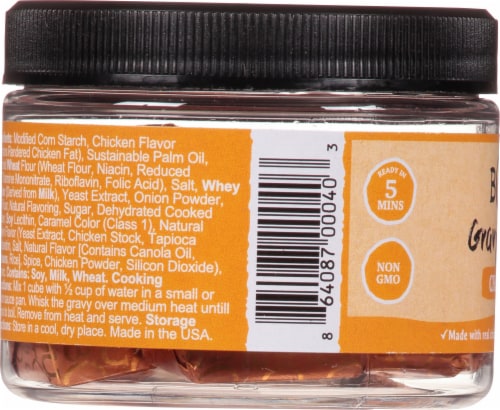 Modified Corn Starch, Chicken Flavor
Rendered Chicken Fat), Sustainable Palm Oil,
Wheat Flour (Wheat Flour, Niacin, Reduced
Mononitrate, Riboflavin, Folic Acid), Salt, Whey
Derived from Milk), Yeast Extract, Onion Powder,
Natural Flavoring, Sugar, Dehydrated Cooked
Soy Lecithin, Caramel Color (Class 1), Natural
Flavor (Yeast Extract, Chicken Stock, Tapioca
Salt, Natural Flavor [Contains Canola Oil,
Spice, Chicken Powder, Silicon Dioxide),
Contains: Soy, Milk, Wheat. Cooking
Mix 1 cube with ½ cup of water in a small or
sauce pan. Whisk the gravy over medium heat untill
boil. Remove from heat and serve. Storage
Store in a cool, dry place. Made in the USA.
8 64087 00040 3
READY IN
5
MINS
NON
GMO
✓Made with real